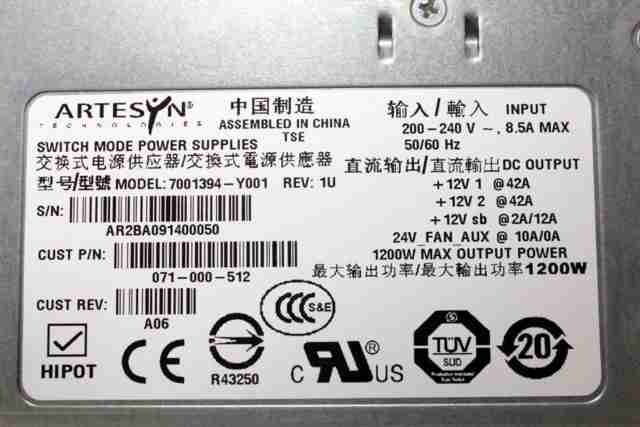 ARTESYN
TECHNOLOGIES
中国制造
ASSEMBLED IN CHINA
TSE
SWITCH MODE POWER SUPPLIES
交换式电源供应器/交換式電源供應器
型号/型號 MODEL: 7001394-Y001 REV: 1U
S/N:
AR2BA091400050
CUST P/N:
071-000-512
CUST REV:
A06
输入/輸入 INPUT
200-240 V ~, 8.5A MAX
50/60 Hz
直流输出/直流輸出 DC OUTPUT
+12V 1 @42A
+12V 2 @42A
+12V sb @2A/12A
24V_FAN_AUX @ 10A/0A
1200W MAX OUTPUT POWER
最大输出功率/最大輸出功率1200W
HIPOT
CE
R43250
CCC S&E
C RU ® US
TÜV
SÜD
20